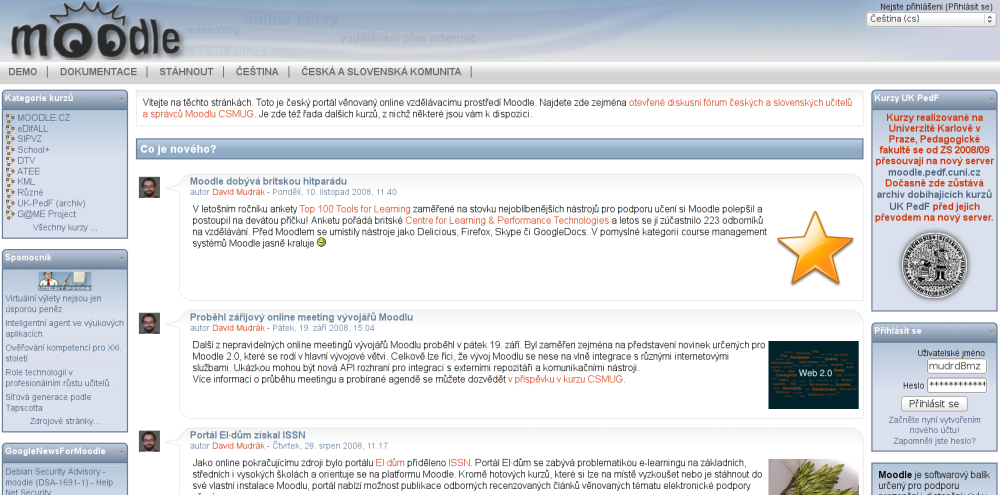 Nejste přihlášeni (Přihlásit se)
Čeština (cs)
moodle
online kurzy
e-learning
vzdělávání přes internet
open source
DEMO | DOKUMENTACE | STÁHNOUT | ČEŠTINA | ČESKÁ A SLOVENSKÁ KOMUNITA |
Kategorie kurzů
MOODLE.CZ
eDIfALL
SIPVZ
School+
DTV
ATEE
KML
Různé
UK-PedF (archiv)
G@ME Project
Všechny kurzy ...
Spomocník
Virtuální výlety nejsou jen
úsporou peněz
Inteligentní agent ve výukových
aplikacích
Ověřování kompetencí pro XXI.
století
Role technologií v
profesionálním růstu učitelů
Síťová generace podle
Tapscotta
Zdrojové stránky...
GoogleNewsForMoodle
Debian Security Advisory -
moodle (DSA-1691-1) - Help
Net Security
Vítejte na těchto stránkách. Toto je český portál věnovaný online vzdělávacímu prostředí Moodle. Najdete zde zejména otevřené diskusní fórum českých a slovenských učitelů
a správců Moodlu CSMUG. Je zde též řada dalších kurzů, z nichž některé jsou vám k dispozici.
Co je nového?
Moodle dobývá britskou hitparádu
autor David Mudrák - Pondělí, 10. listopad 2008, 11.40
V letošním ročníku ankety Top 100 Tools for Learning zaměřené na stovku nejoblíbenějších nástrojů pro podporu učení si Moodle polepšil a
postoupil na devátou příčku! Anketu pořádá britské Centre for Learning & Performance Technologies a letos se jí zúčastnilo 223 odborníků
na vzdělávání. Před Moodlem se umístily nástroje jako Delicious, Firefox, Skype či GoogleDocs. V pomyslné kategorii course management
systémů Moodle jasně kraluje
Proběhl zářijový online meeting vývojářů Moodlu
autor David Mudrák - Pátek, 19. září 2008, 15.04
Další z nepravidelných online meetingů vývojářů Moodlu proběhl v pátek 19. září. Byl zaměřen zejména na představení novinek určených pro
Moodle 2.0, které se rodí v hlavní vývojové větvi. Celkově lze říci, že vývoj Moodlu se nese na vlně integrace s různými internetovými
službami. Ukázkou mohou být nová API rozhraní pro integraci s externími repozitáři a komunikačními nástroji.
Více informací o průběhu meetingu a probírané agendě se můžete dozvědět v příspěvku v kurzu CSMUG.
Web 2.0
Portál EI-dům získal ISSN
autor David Mudrák - Čtvrtek, 28. srpen 2008, 11.17
Jako online pokračujícímu zdroji bylo portálu EI dům přiděleno ISSN. Portál EI-dům se zabývá problematikou e-learningu na základních,
středních i vysokých školách a orientuje se na platformu Moodle. Kromě hotových kurzů, které si lze na místě vyzkoušet nebo je stáhnout do
své vlastní instalace Moodlu, portál nabízí možnost publikace odborných recenzovaných článků věnovaných tématu elektronické podpory
Kurzy UK PedF
Kurzy realizované na
Univerzitě Karlově v
Praze, Pedagogické
fakultě se od ZS 2008/09
přesouvají na nový server
moodle.pedf.cuni.cz
Dočasně zde zůstává
archiv dobíhajících kurzů
UK PedF před jejich
převodem na nový server.
Přihlásit se
Uživatelské jméno
mudrd8mz
Heslo ************
Přihlásit se
Začněte nyní vytvořením
nového účtu!
Zapomněli jste heslo?
Moodle je softwarový balík
určený pro podporu